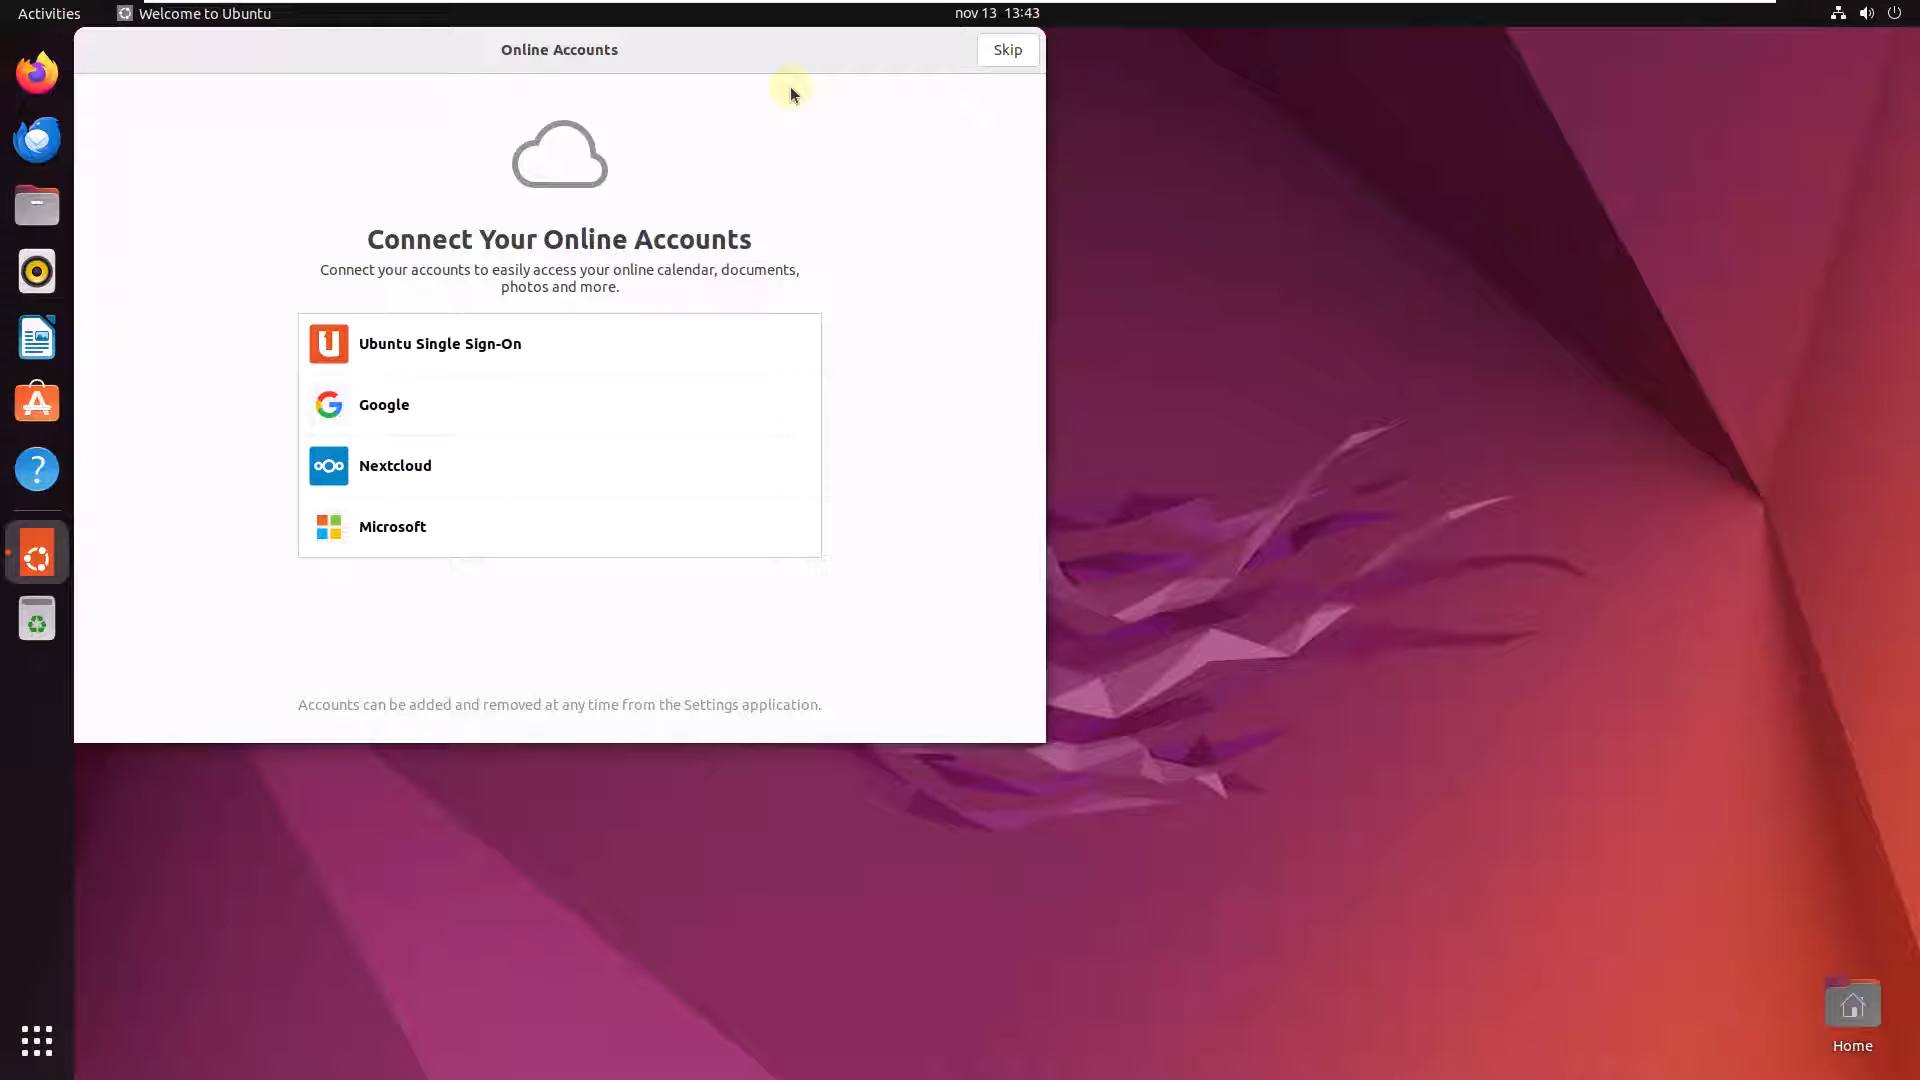 Activities
Welcome to Ubuntu
nov 13 13:43
Online Accounts
Skip
Connect Your Online Accounts
Connect your accounts to easily access your online calendar, documents,
photos and more.
Ubuntu Single Sign-On
Google
Nextcloud
Microsoft
Accounts can be added and removed at any time from the Settings application.
Home